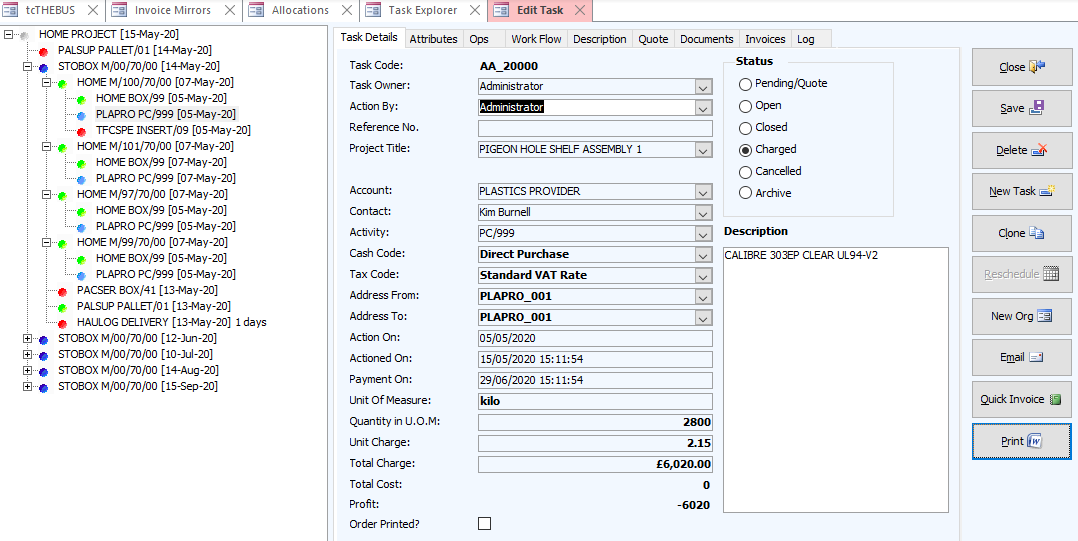 tcTHEBUS
Invoice Mirrors
Allocations
Task Explorer
Edit Task
HOME PROJECT [15-May-20]
PALSUP PALLET/01 [14-May-20]
STOBOX M/00/70/00 [14-May-20]
HOME M/100/70/00 [07-May-20]
HOME BOX/99 [05-May-20]
PLAPRO PC/999 [05-May-20]
TFCSPE INSERT/09 [05-May-20]
HOME M/101/70/00 [07-May-20]
HOME BOX/99 [07-May-20]
PLAPRO PC/999 [07-May-20]
HOME M/97/70/00 [07-May-20]
HOME BOX/99 [05-May-20]
PLAPRO PC/999 [05-May-20]
HOME M/99/70/00 [07-May-20]
HOME BOX/99 [05-May-20]
PLAPRO PC/999 [05-May-20]
PACSER BOX/41 [13-May-20]
PALSUP PALLET/01 [13-May-20]
HAULOG DELIVERY [13-May-20] 1 days
STOBOX M/00/70/00 [12-Jun-20]
STOBOX M/00/70/00 [10-Jul-20]
STOBOX M/00/70/00 [14-Aug-20]
STOBOX M/00/70/00 [15-Sep-20]
Task Details
Attributes
Ops
Work Flow
Description
Quote
Documents
Invoices
Log
Task Code: AA_20000
Task Owner: Administrator
Action By: Administrator
Reference No.
Project Title: PIGEON HOLE SHELF ASSEMBLY 1
Account: PLASTICS PROVIDER
Contact: Kim Burnell
Activity: PC/999
Cash Code: Direct Purchase
Tax Code: Standard VAT Rate
Address From: PLAPRO_001
Address To: PLAPRO_001
Action On: 05/05/2020
Actioned On: 15/05/2020 15:11:54
Payment On: 29/06/2020 15:11:54
Unit Of Measure: kilo
Quantity in U.O.M: 2800
Unit Charge: 2.15
Total Charge: £6,020.00
Total Cost: 0
Profit: -6020
Order Printed?
Status
Pending/Quote
Open
Closed
Charged
Cancelled
Archive
Description
CALIBRE 303EP CLEAR UL94-V2
Close
Save
Delete
New Task
Clone
Reschedule
New Org
Email
Quick Invoice
Print